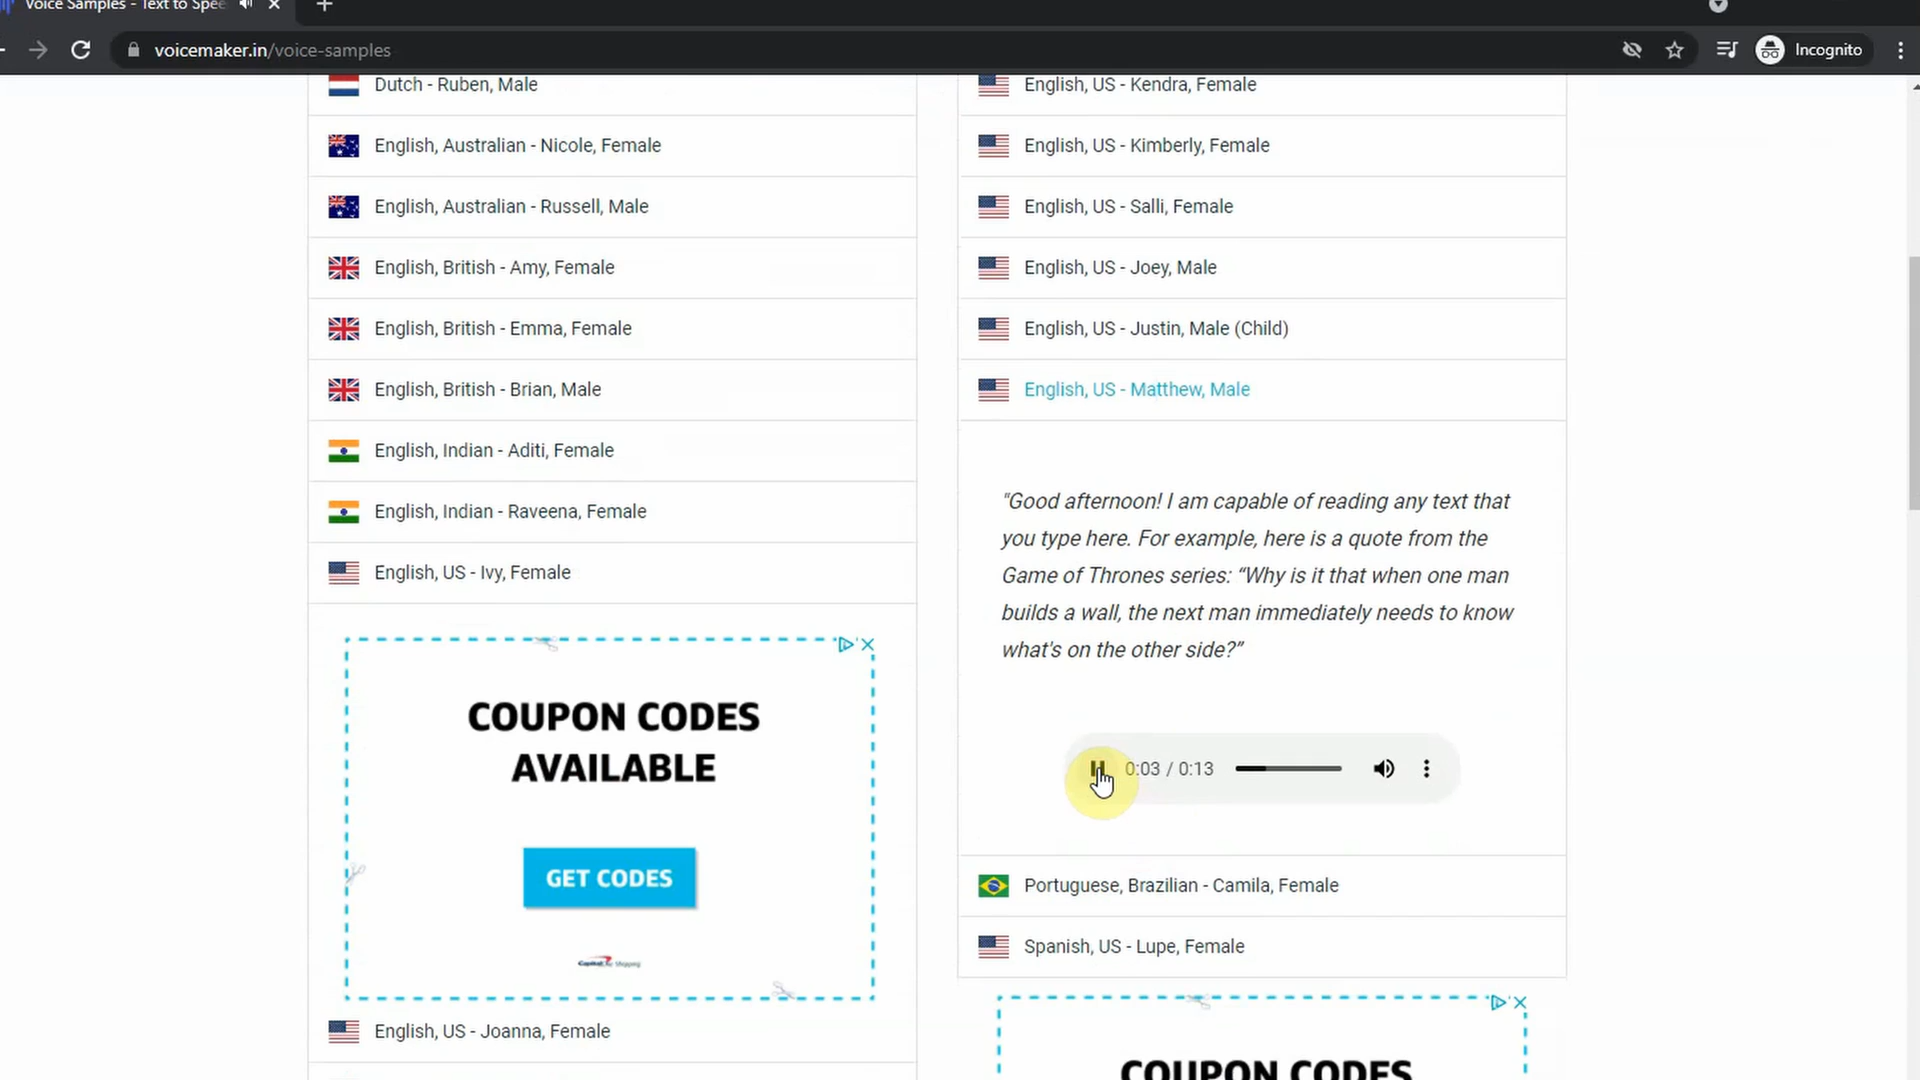 Voice Samples - Text to Spee
voicemaker.in/voice-samples
Incognito
Dutch - Ruben, Male
English, Australian - Nicole, Female
English, Australian - Russell, Male
English, British - Amy, Female
English, British - Emma, Female
English, British - Brian, Male
English, Indian - Aditi, Female
English, Indian - Raveena, Female
English, US - Ivy, Female
COUPON CODES
AVAILABLE
GET CODES
English, US - Joanna, Female
English, US - Kendra, Female
English, US - Kimberly, Female
English, US - Salli, Female
English, US - Joey, Male
English, US - Justin, Male (Child)
English, US - Matthew, Male
"Good afternoon! I am capable of reading any text that
you type here. For example, here is a quote from the
Game of Thrones series: “Why is it that when one man
builds a wall, the next man immediately needs to know
what's on the other side?”
0:03 / 0:13
Portuguese, Brazilian - Camila, Female
Spanish, US - Lupe, Female
COUPON CODES